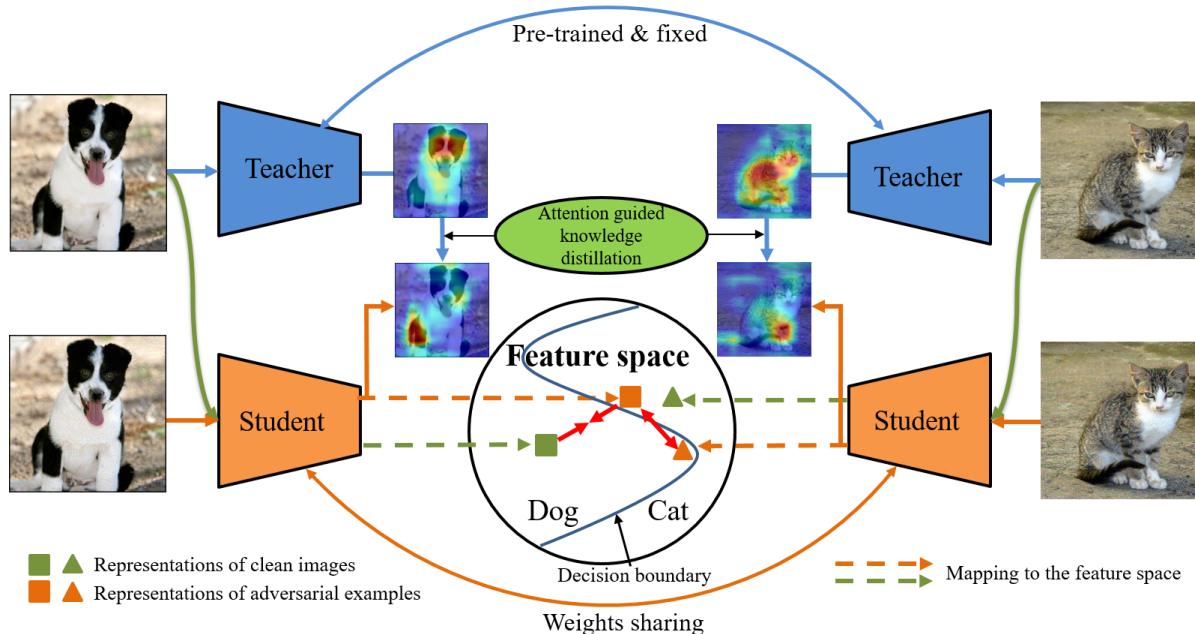 Pre-trained & fixed
Teacher
Teacher
Attention guided
knowledge
distillation
Feature space
Student
Student
Dog
Cat
Decision boundary
Representations of clean images
Representations of adversarial examples
Mapping to the feature space
Weights sharing